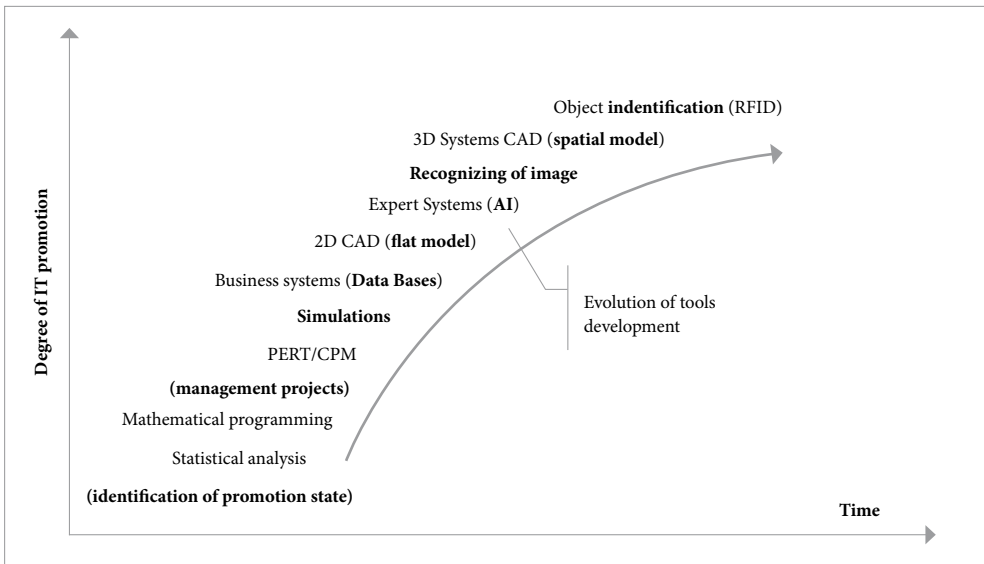 Object indentification (RFID)
3D Systems CAD (spatial model)
Recognizing of image
Expert Systems (AI)
2D CAD (flat model)
Business systems (Data Bases)
Simulations
PERT/CPM
(management projects)
Mathematical programming
Statistical analysis
(identification of promotion state)
Evolution of tools
development
Degree of IT promotion
Time